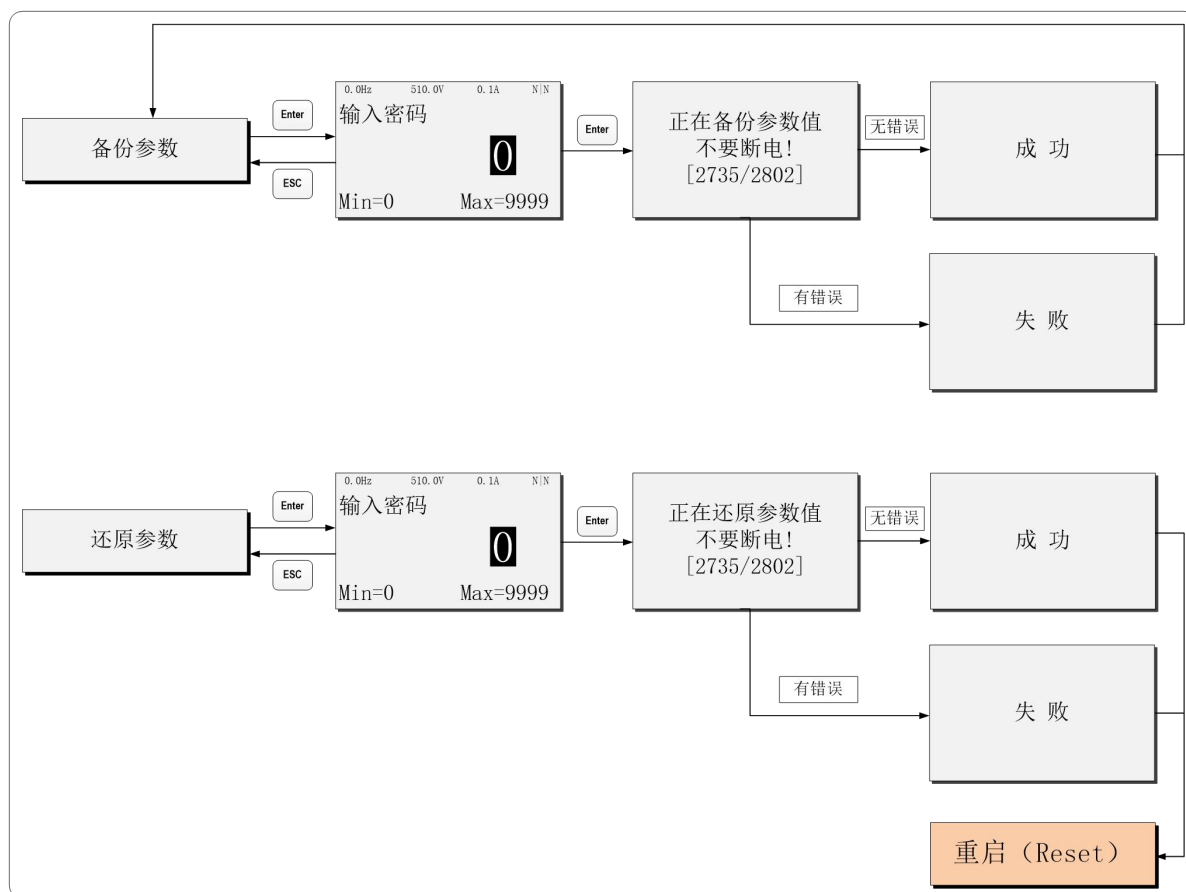 备份参数
Enter
ESC
0.0Hz 510.0V 0.1A N|N
输入密码
0
Min=0 Max=9999
Enter
正在备份参数值
不要断电!
[2735/2802]
无错误
成 功
有错误
失 败
还原参数
Enter
ESC
0.0Hz 510.0V 0.1A N|N
输入密码
0
Min=0 Max=9999
Enter
正在还原参数值
不要断电!
[2735/2802]
无错误
成 功
有错误
失 败
重启（Reset）